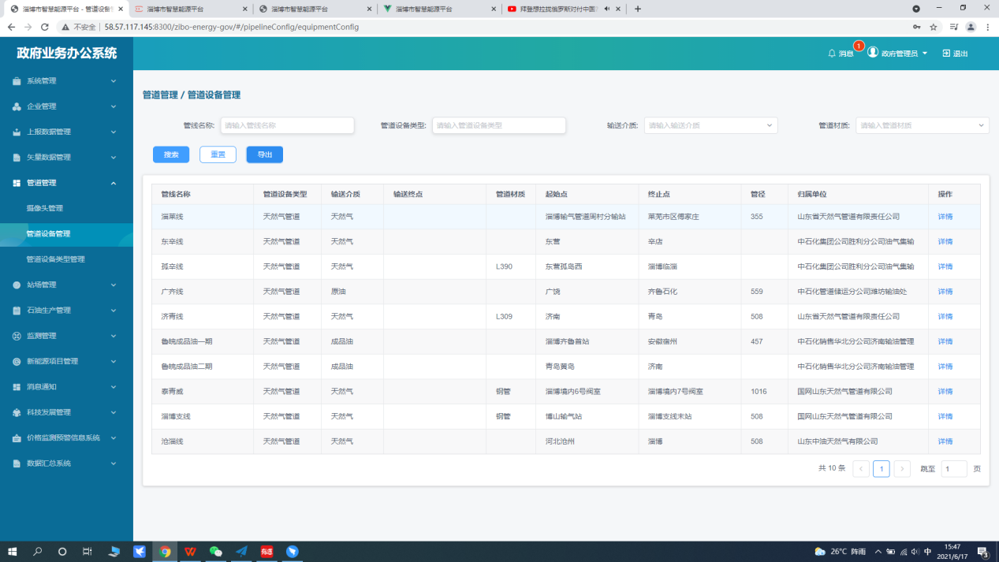 淄博市智慧能源平台 - 管道设备管
淄博市智慧能源平台
淄博市智慧能源平台
淄博市智慧能源平台
拜登想拉拢俄罗斯对付中国
不安全 58.57.117.145:8300/zibo-energy-gov/#/pipelineConfig/equipmentConfig
政府业务办公系统
消息 1 政府管理员 退出
系统管理
企业管理
上报数据管理
矢量数据管理
管道管理
摄像头管理
管道设备管理
管道设备类型管理
站场管理
石油生产管理
监测管理
新能源项目管理
消息通知
科技发展管理
价格监测预警信息系统
数据汇总系统
管道管理 / 管道设备管理
管线名称: 请输入管线名称 管道设备类型: 请输入管道设备类型 输送介质: 请输入输送介质 管道材质: 请输入管道材质
搜索 重置 导出
管线名称 管道设备类型 输送介质 输送终点 管道材质 起始点 终止点 管径 归属单位 操作
淄莱线 天然气管道 天然气 淄博输气管道周村分输站 莱芜市区傅家庄 355 山东省天然气管道有限责任公司 详情
东辛线 天然气管道 天然气 东营 辛店 中石化集团公司胜利分公司油气集输 详情
孤辛线 天然气管道 天然气 L390 东营孤岛西 淄博临淄 中石化集团公司胜利分公司油气集输 详情
广齐线 天然气管道 原油 广饶 齐鲁石化 559 中石化管道储运分公司潍坊输油处 详情
济青线 天然气管道 天然气 L309 济南 青岛 508 山东省天然气管道有限责任公司 详情
鲁皖成品油一期 天然气管道 成品油 淄博齐鲁首站 安徽宿州 457 中石化销售华北分公司济南输油管理 详情
鲁皖成品油二期 天然气管道 成品油 青岛黄岛 济南 中石化销售华北分公司济南输油管理 详情
泰青威 天然气管道 天然气 钢管 淄博境内6号阀室 淄博境内7号阀室 1016 国网山东天然气管道有限公司 详情
淄博支线 天然气管道 天然气 钢管 博山输气站 淄博支线末站 508 国网山东天然气管道有限公司 详情
沧淄线 天然气管道 天然气 河北沧州 淄博 508 山东中油天然气有限公司 详情
共 10 条 1 跳至 1 页
26°C 阵雨 中 15:47
2021/6/17 3